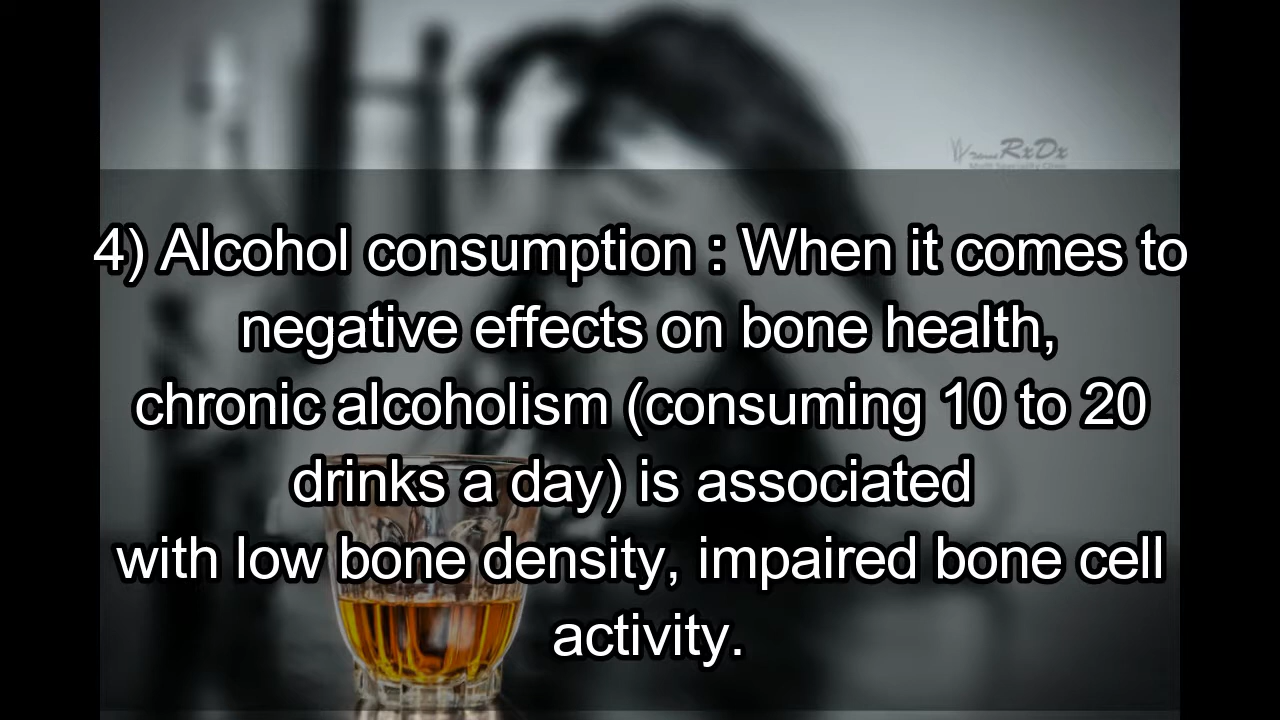 RxDx
4) Alcohol consumption : When it comes to
negative effects on bone health,
chronic alcoholism (consuming 10 to 20
drinks a day) is associated
with low bone density, impaired bone cell
activity.